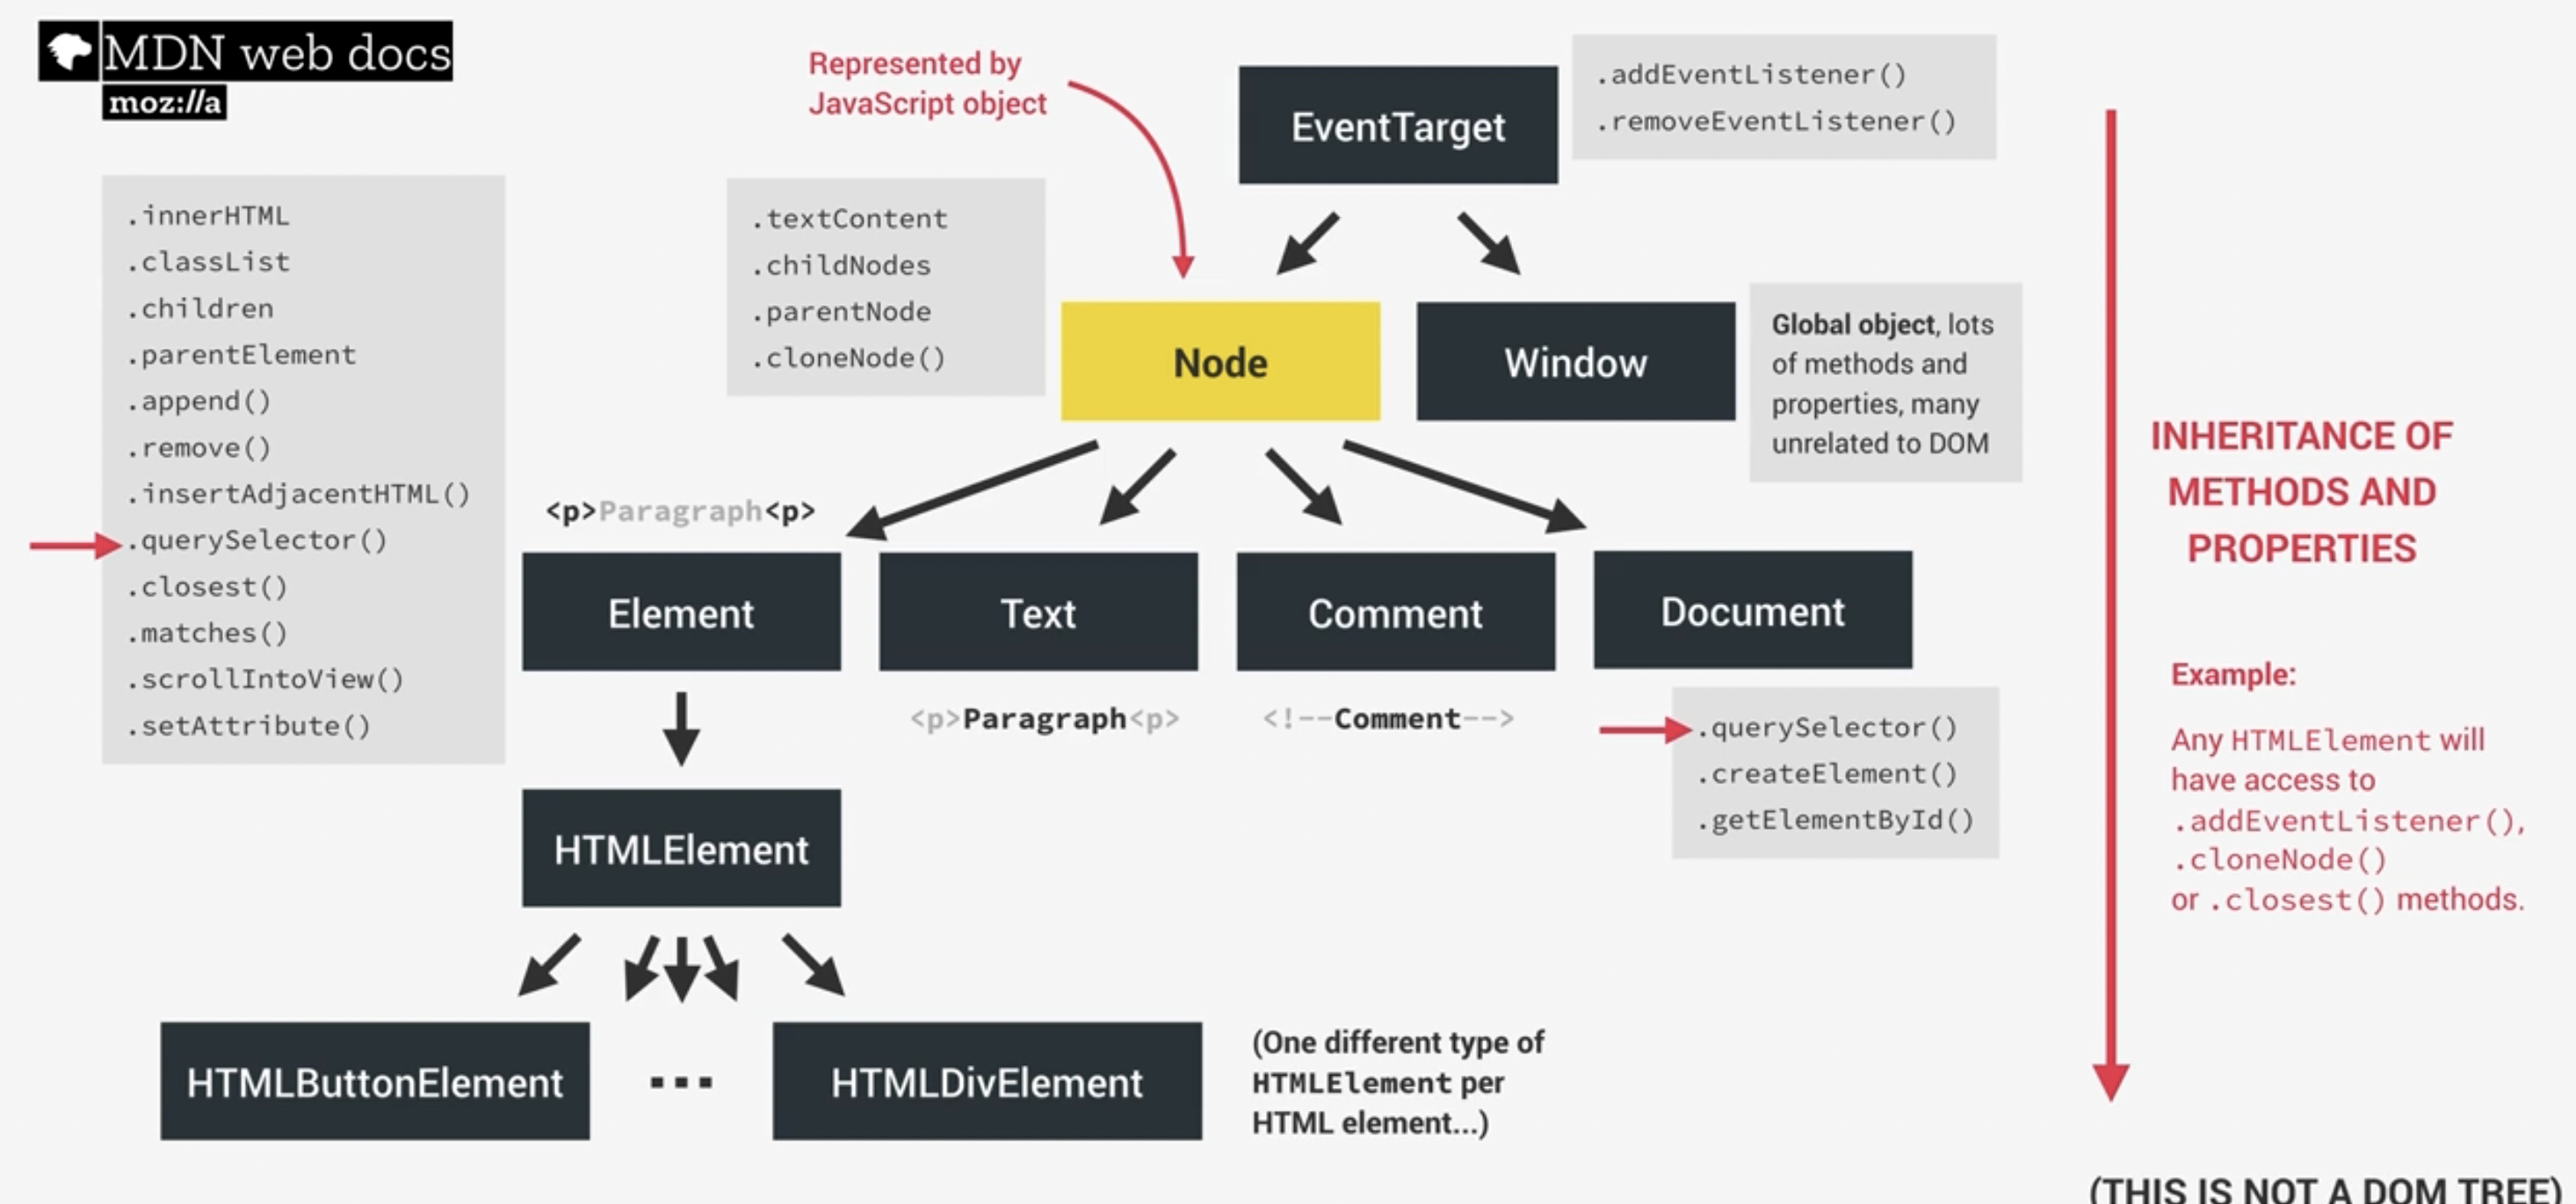 MDN web docs
moz://a
Represented by
JavaScript object
EventTarget
.addEventListener()
.removeEventListener()
.innerHTML
.classList
.children
.parentElement
.append()
.remove()
.insertAdjacentHTML()
.querySelector()
.closest()
.matches()
.scrollIntoView()
.setAttribute()
.textContent
.childNodes
.parentNode
.cloneNode()
Node
Window
Global object, lots
of methods and
properties, many
unrelated to DOM
INHERITANCE OF
METHODS AND
PROPERTIES
<p>Paragraph<p>
Element
Text
Comment
Document
<p>Paragraph<p>
<!--Comment-->
.querySelector()
.createElement()
.getElementById()
Example:
Any HTMLElement will
have access to
.addEventListener(),
.cloneNode()
or .closest() methods.
HTMLElement
HTMLButtonElement
...
HTMLDivElement
(One different type of
HTMLElement per
HTML element...)
(THIS IS NOT A DOM TREE)